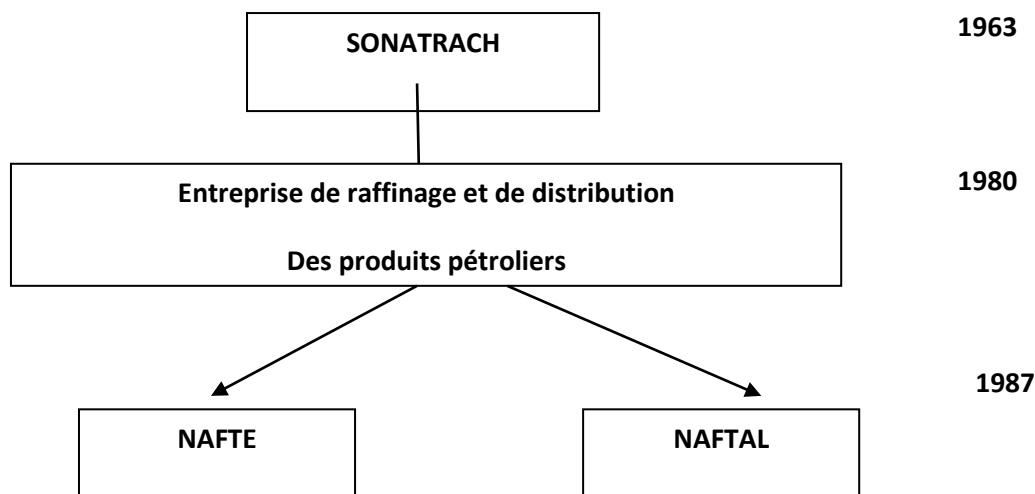 SONATRACH
1963
Entreprise de raffinage et de distribution
1980
Des produits pétroliers
1987
NAFTE
NAFTAL